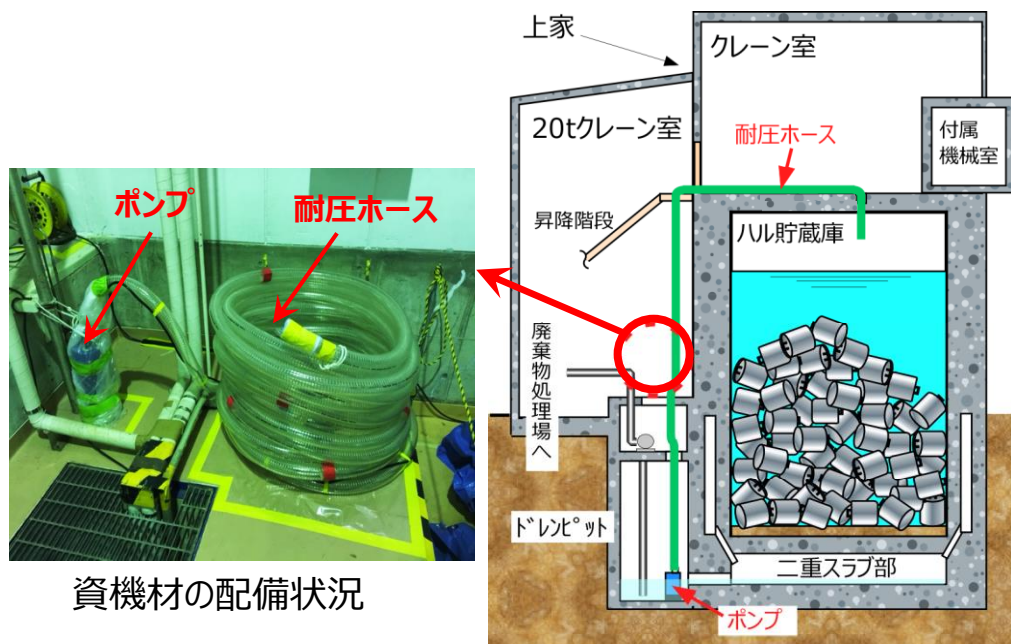 ポンプ
耐圧ホース
資機材の配備状況
上家
クレーン室
20tクレーン室
付属
機械室
耐圧ホース
昇降階段
ハル貯蔵庫
廃棄物処理場へ
ﾄﾞﾚﾝﾋﾟｯﾄ
二重スラブ部
ポンプ